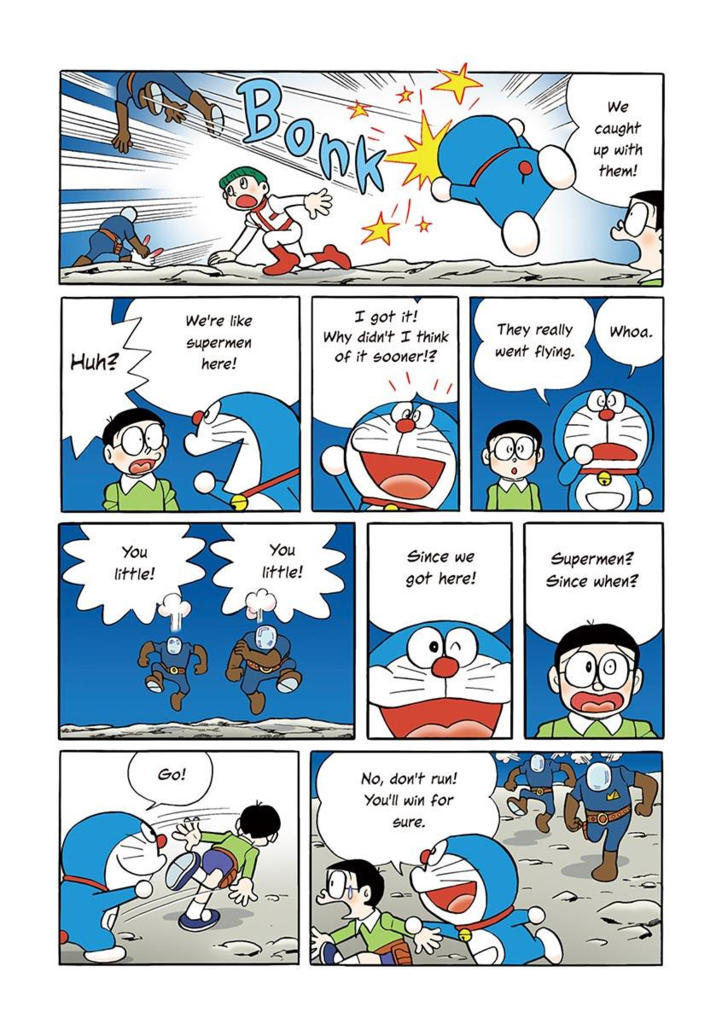 We
caught
up with
them!
Bonk
Whoa.
They really
went flying.
I got it!
Why didn't I think
of it sooner!?
We're like
supermen
here!
Huh?
Supermen?
Since when?
Since we
got here!
You
little!
You
little!
No, don't run!
You'll win for
sure.
Go!